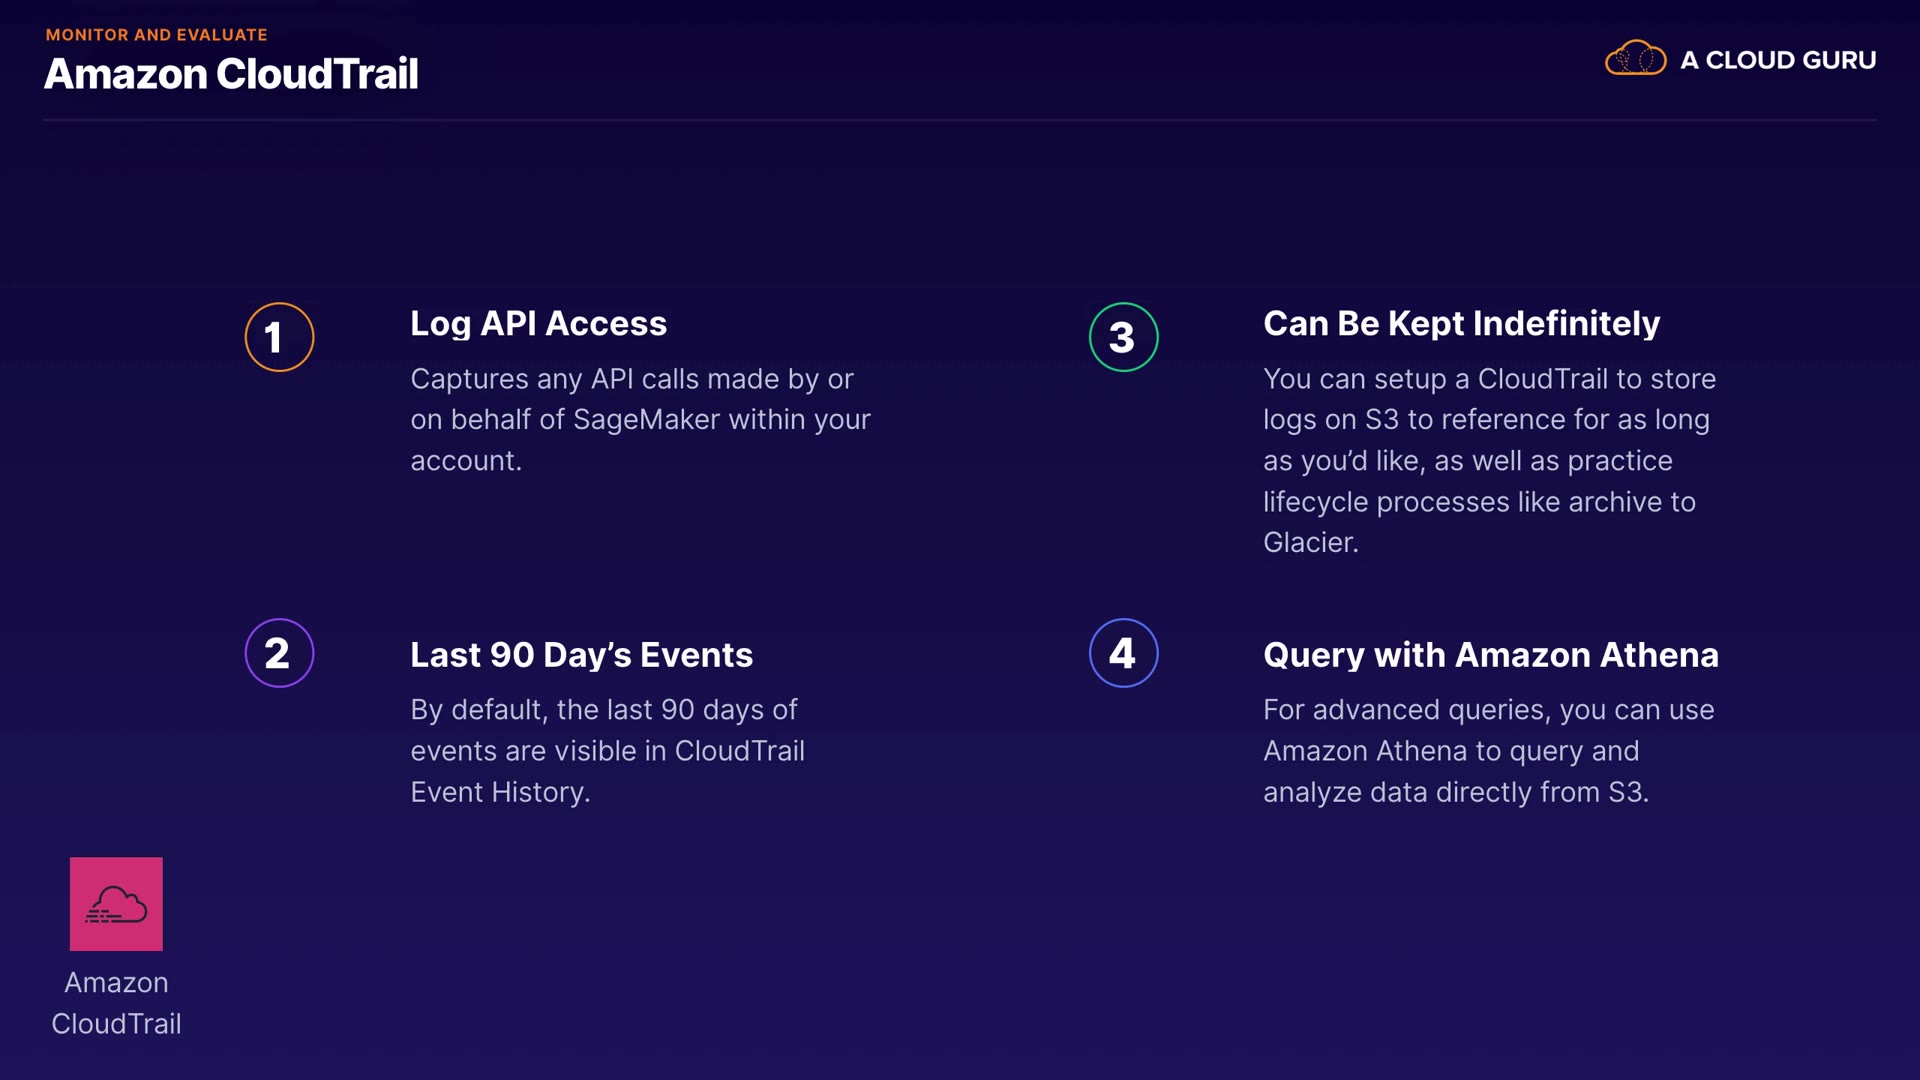 MONITOR AND EVALUATE
Amazon CloudTrail
A CLOUD GURU
1
Log API Access
Captures any API calls made by or
on behalf of SageMaker within your
account.
2
Last 90 Day’s Events
By default, the last 90 days of
events are visible in CloudTrail
Event History.
3
Can Be Kept Indefinitely
You can setup a CloudTrail to store
logs on S3 to reference for as long
as you’d like, as well as practice
lifecycle processes like archive to
Glacier.
4
Query with Amazon Athena
For advanced queries, you can use
Amazon Athena to query and
analyze data directly from S3.
Amazon
CloudTrail